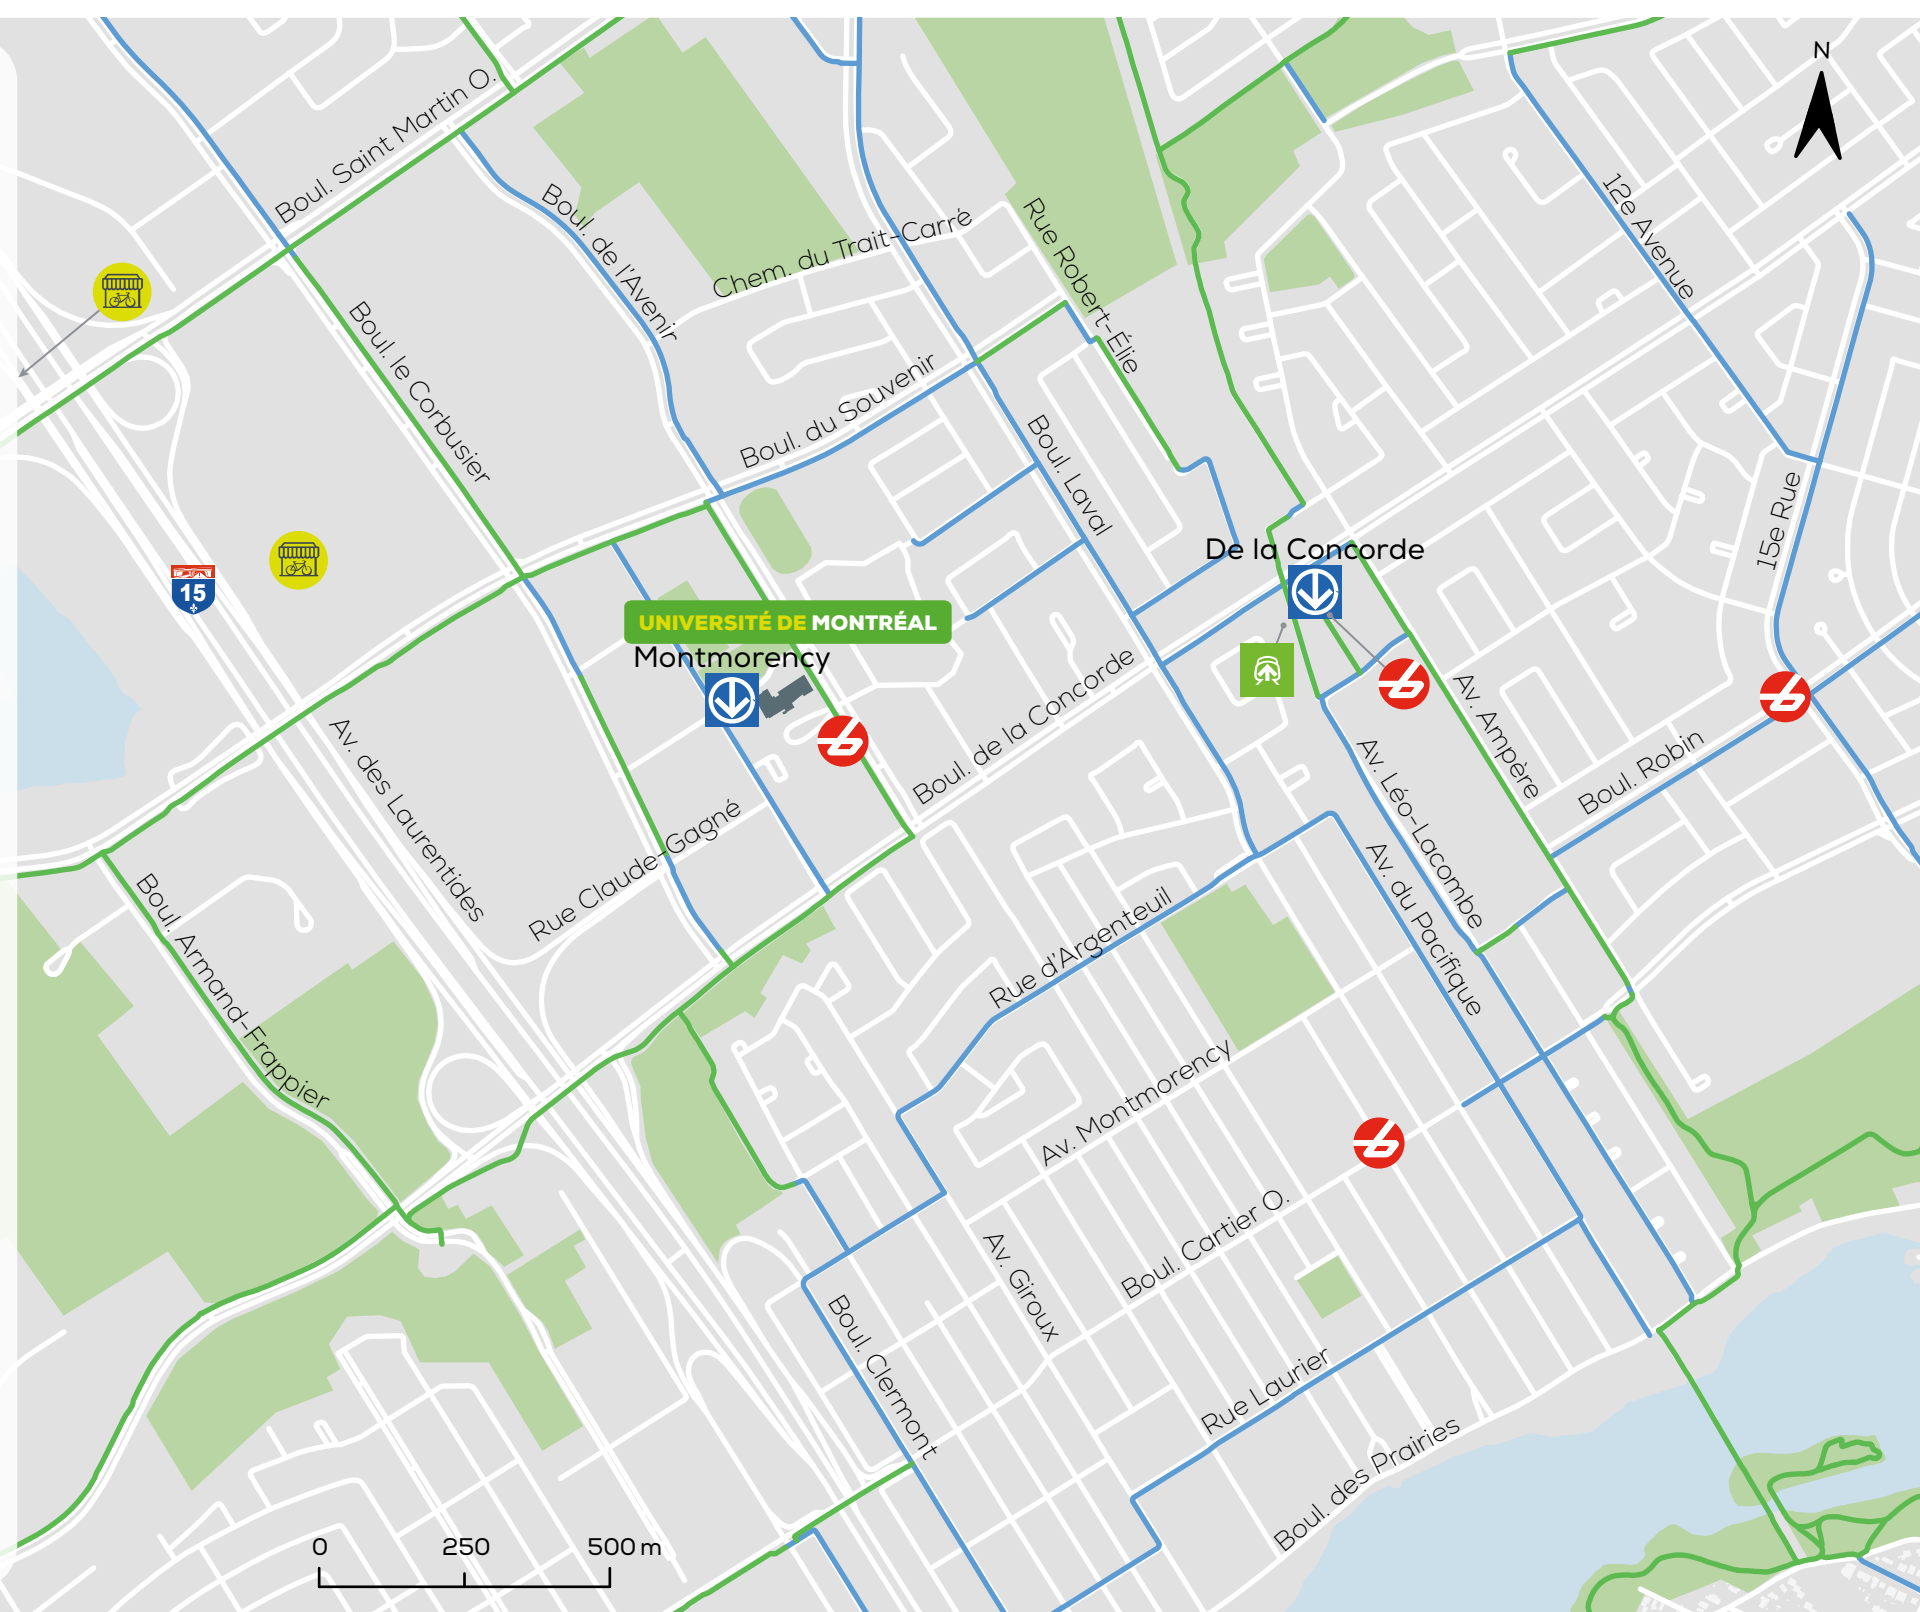 N
Boul. Saint Martin O.
Boul. de l'Avenir
Chem. du Trait-Carré
Rue Robert-Élie
12e Avenue
Boul. le Corbusier
Boul. du Souvenir
Boul. Laval
15e Rue
De la Concorde
15
UNIVERSITÉ DE MONTRÉAL
Montmorency
Boul. de la Concorde
Av. Ampère
Av. des Laurentides
Av. Léo-Lacombe
Boul. Robin
Rue Claude-Gagné
Av. du Pacifique
Boul. Armand-Frappier
Rue d'Argenteuil
Av. Montmorency
Boul. Cartier O.
Av. Giroux
Boul. Clermont
Rue Laurier
Boul. des Prairies
0 250 500 m